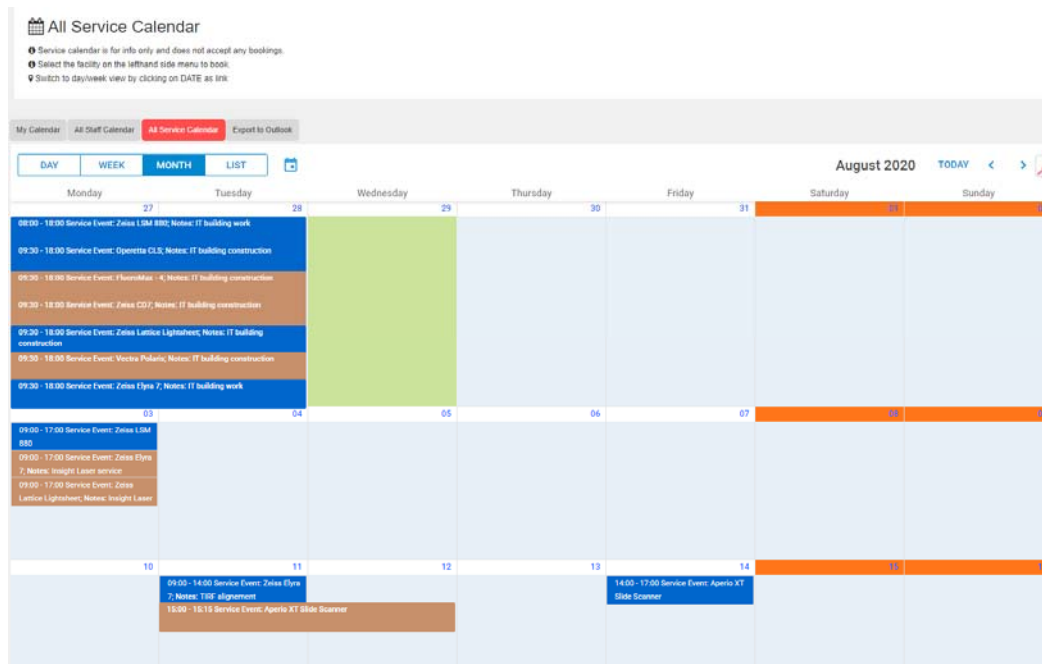 All Service Calendar
Service calendar is for info only and does not accept any bookings.
Select the facility on the lefthand side menu to book.
Switch to day/week view by clicking on DATE as link
My Calendar All Staff Calendar All Service Calendar Export to Outlook
DAY WEEK MONTH LIST August 2020 TODAY
Monday Tuesday Wednesday Thursday Friday Saturday Sunday
27 28 29 30 31
08:00 - 18:00 Service Event: Zeiss LSM 880; Notes: IT building work
09:30 - 18:00 Service Event: Operetta CLS; Notes: IT building construction
09:30 - 18:00 Service Event: FluoroMax - 4; Notes: IT building construction
09:30 - 18:00 Service Event: Zeiss CD7; Notes: IT building construction
09:30 - 18:00 Service Event: Zeiss Lattice Lightsheet; Notes: IT building
construction
09:30 - 18:00 Service Event: Vectra Polaris; Notes: IT building construction
09:30 - 18:00 Service Event: Zeiss Elyra 7; Notes: IT building work
03 04 05 06 07 08
09:00 - 17:00 Service Event: Zeiss LSM
880
09:00 - 17:00 Service Event: Zeiss Elyra
7; Notes: Insight Laser service
09:00 - 17:00 Service Event: Zeiss
Lattice Lightsheet; Notes: Insight Laser
10 11 12 13 14 15
09:00 - 14:00 Service Event: Zeiss Elyra
7; Notes: TIRF alignement
15:00 - 15:15 Service Event: Aperio XT Slide Scanner
14:00 - 17:00 Service Event: Aperio XT
Slide Scanner